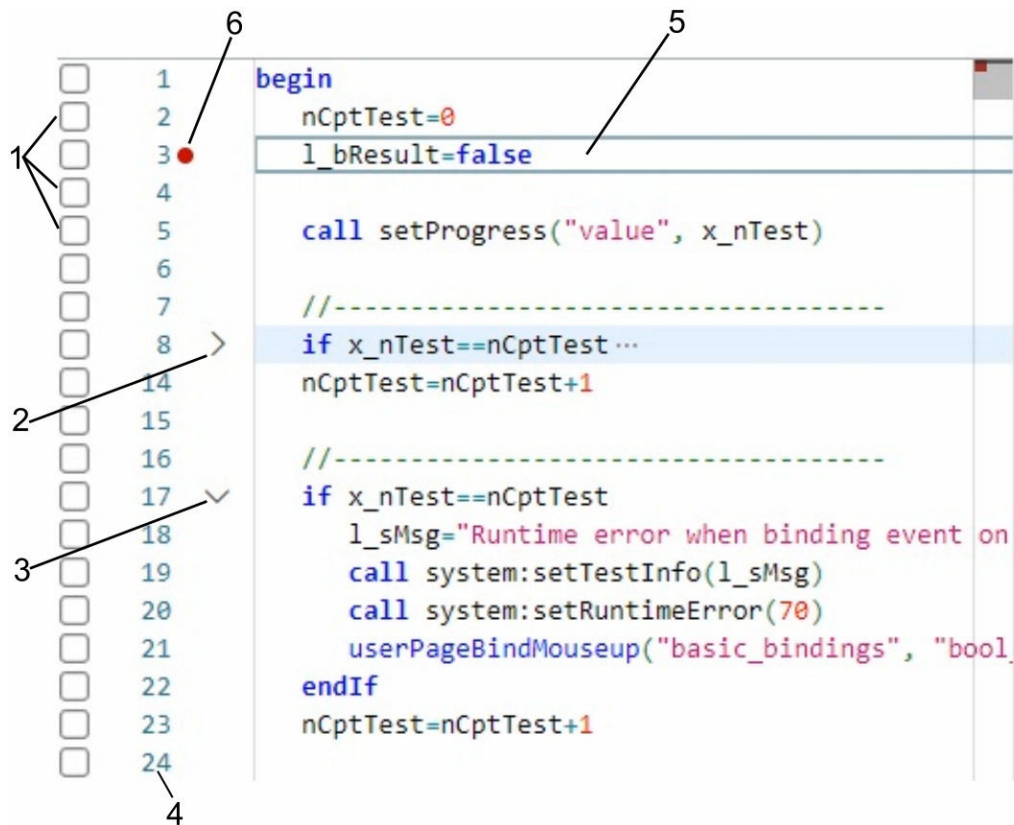 6 5
1 begin
2 nCptTest=0
1 3 l_bResult=false
4
5 call setProgress("value", x_nTest)
6
7 //------------------------------------
8 if x_nTest==nCptTest ···
14 nCptTest=nCptTest+1
2 15
16 //------------------------------------
17 if x_nTest==nCptTest
18 l_sMsg="Runtime error when binding event on
3 19 call system:setTestInfo(l_sMsg)
20 call system:setRuntimeError(70)
21 userPageBindMouseup("basic_bindings", "bool_
22 endIf
23 nCptTest=nCptTest+1
24
4